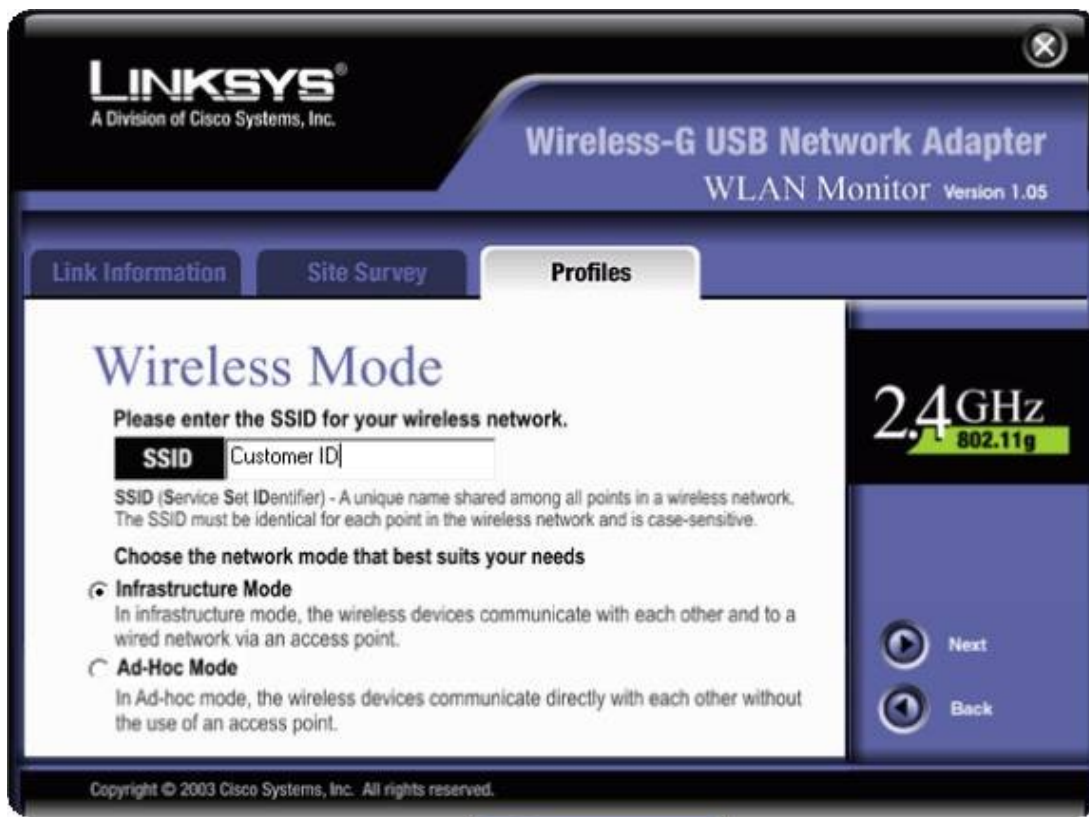 LINKSYS®
A Division of Cisco Systems, Inc.
Wireless-G USB Network Adapter
WLAN Monitor Version 1.05
Link Information
Site Survey
Profiles
Wireless Mode
Please enter the SSID for your wireless network.
SSID Customer ID
SSID (Service Set IDentifier) - A unique name shared among all points in a wireless network.
The SSID must be identical for each point in the wireless network and is case-sensitive.
Choose the network mode that best suits your needs
Infrastructure Mode
In infrastructure mode, the wireless devices communicate with each other and to a
wired network via an access point.
Ad-Hoc Mode
In Ad-hoc mode, the wireless devices communicate directly with each other without
the use of an access point.
2.4GHz
802.11g
Next
Back
Copyright © 2003 Cisco Systems, Inc. All rights reserved.